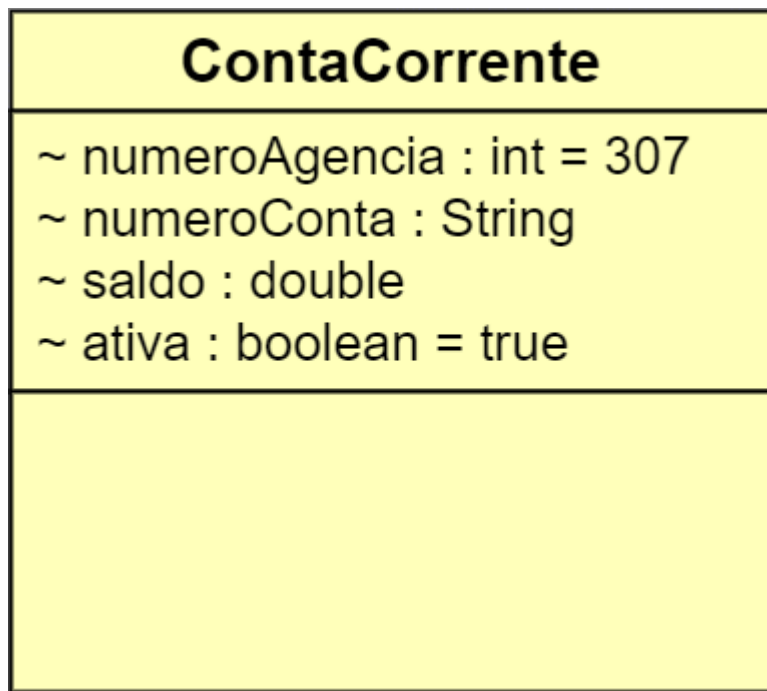 ContaCorrente
~ numeroAgencia : int = 307
~ numeroConta : String
~ saldo : double
~ ativa : boolean = true